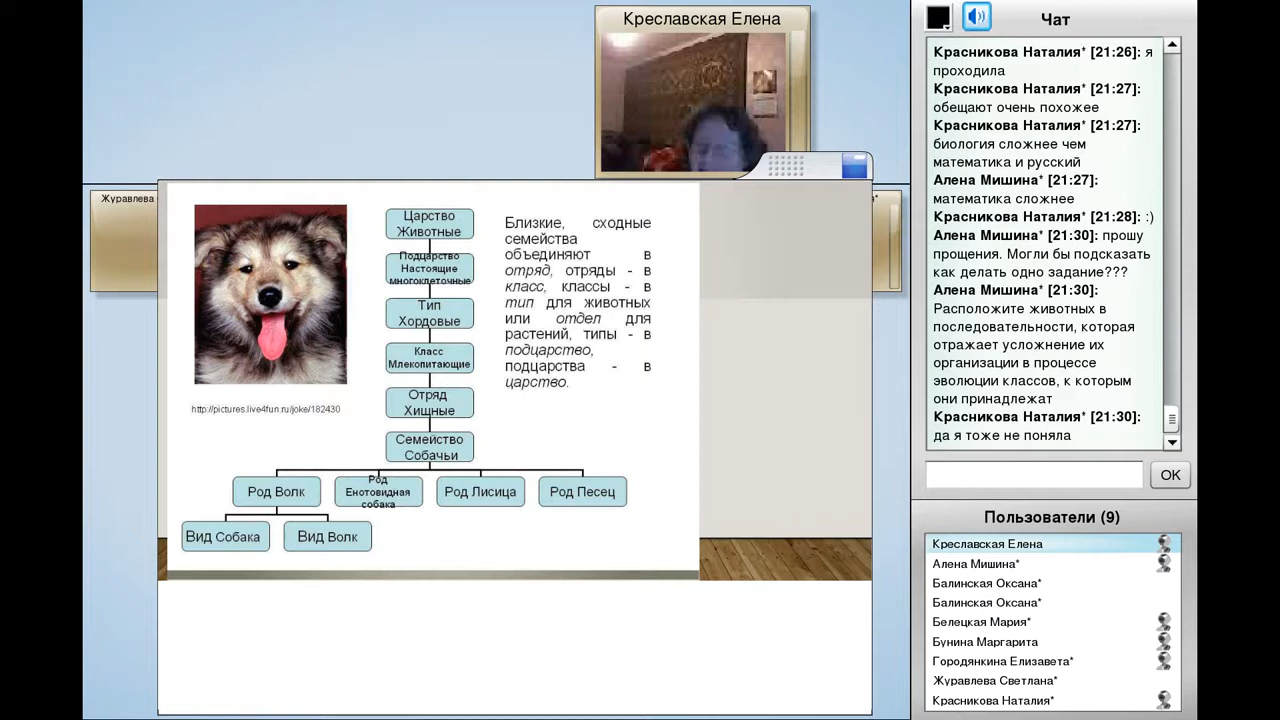 Креславская Елена
Журавлева
Царство
Животные
Подцарство
Настоящие
многоклеточные
Тип
Хордовые
Класс
Млекопитающие
Отряд
Хищные
Семейство
Собачьи
Род Волк
Род
Енотовидная
собака
Род Лисица
Род Песец
Вид Собака
Вид Волк
Близкие, сходные
семейства
объединяют в
отряд, отряды - в
класс, классы - в
тип для животных
или отдел для
растений, типы - в
подцарство,
подцарства - в
царство.
http://pictures.live4fun.ru/joke/182430
Чат
Красникова Наталия* [21:26]: я
проходила
Красникова Наталия* [21:27]:
обещают очень похожее
Красникова Наталия* [21:27]:
биология сложнее чем
математика и русский
Алена Мишина* [21:27]:
математика сложнее
Красникова Наталия* [21:28]: :)
Алена Мишина* [21:30]: прошу
прощения. Могли бы подсказать
как делать одно задание???
Алена Мишина* [21:30]:
Расположите животных в
последовательности, которая
отражает усложнение их
организации в процессе
эволюции классов, к которым
они принадлежат
Красникова Наталия* [21:30]:
да я тоже не поняла
OK
Пользователи (9)
Креславская Елена
Алена Мишина*
Балинская Оксана*
Балинская Оксана*
Белецкая Мария*
Бунина Маргарита
Городянкина Елизавета*
Журавлева Светлана*
Красникова Наталия*